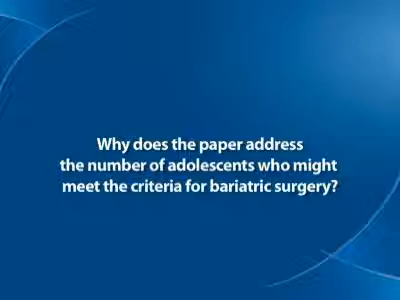 Why does the paper address
the number of adolescents who might
meet the criteria for bariatric surgery?